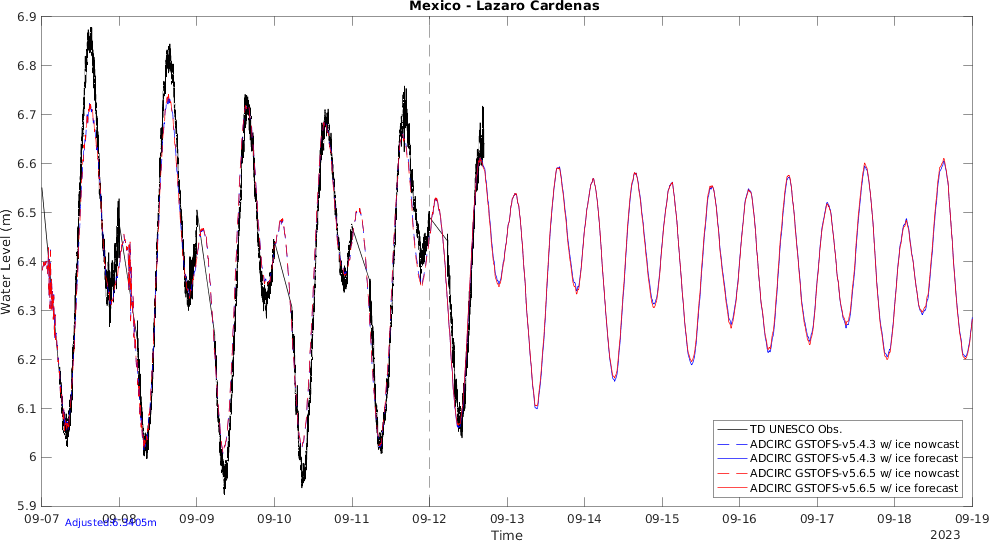 Mexico - Lazaro Cardenas
Water Level (m)
6.9
6.8
6.7
6.6
6.5
6.4
6.3
6.2
6.1
6
5.9
TD UNESCO Obs.
ADCIRC GSTOFS-v5.4.3 w/ ice nowcast
ADCIRC GSTOFS-v5.4.3 w/ ice forecast
ADCIRC GSTOFS-v5.6.5 w/ ice nowcast
ADCIRC GSTOFS-v5.6.5 w/ ice forecast
09-07 09-08 09-09 09-10 09-11 09-12 09-13 09-14 09-15 09-16 09-17 09-18 09-19
Adjusted:6.3405m
Time
2023